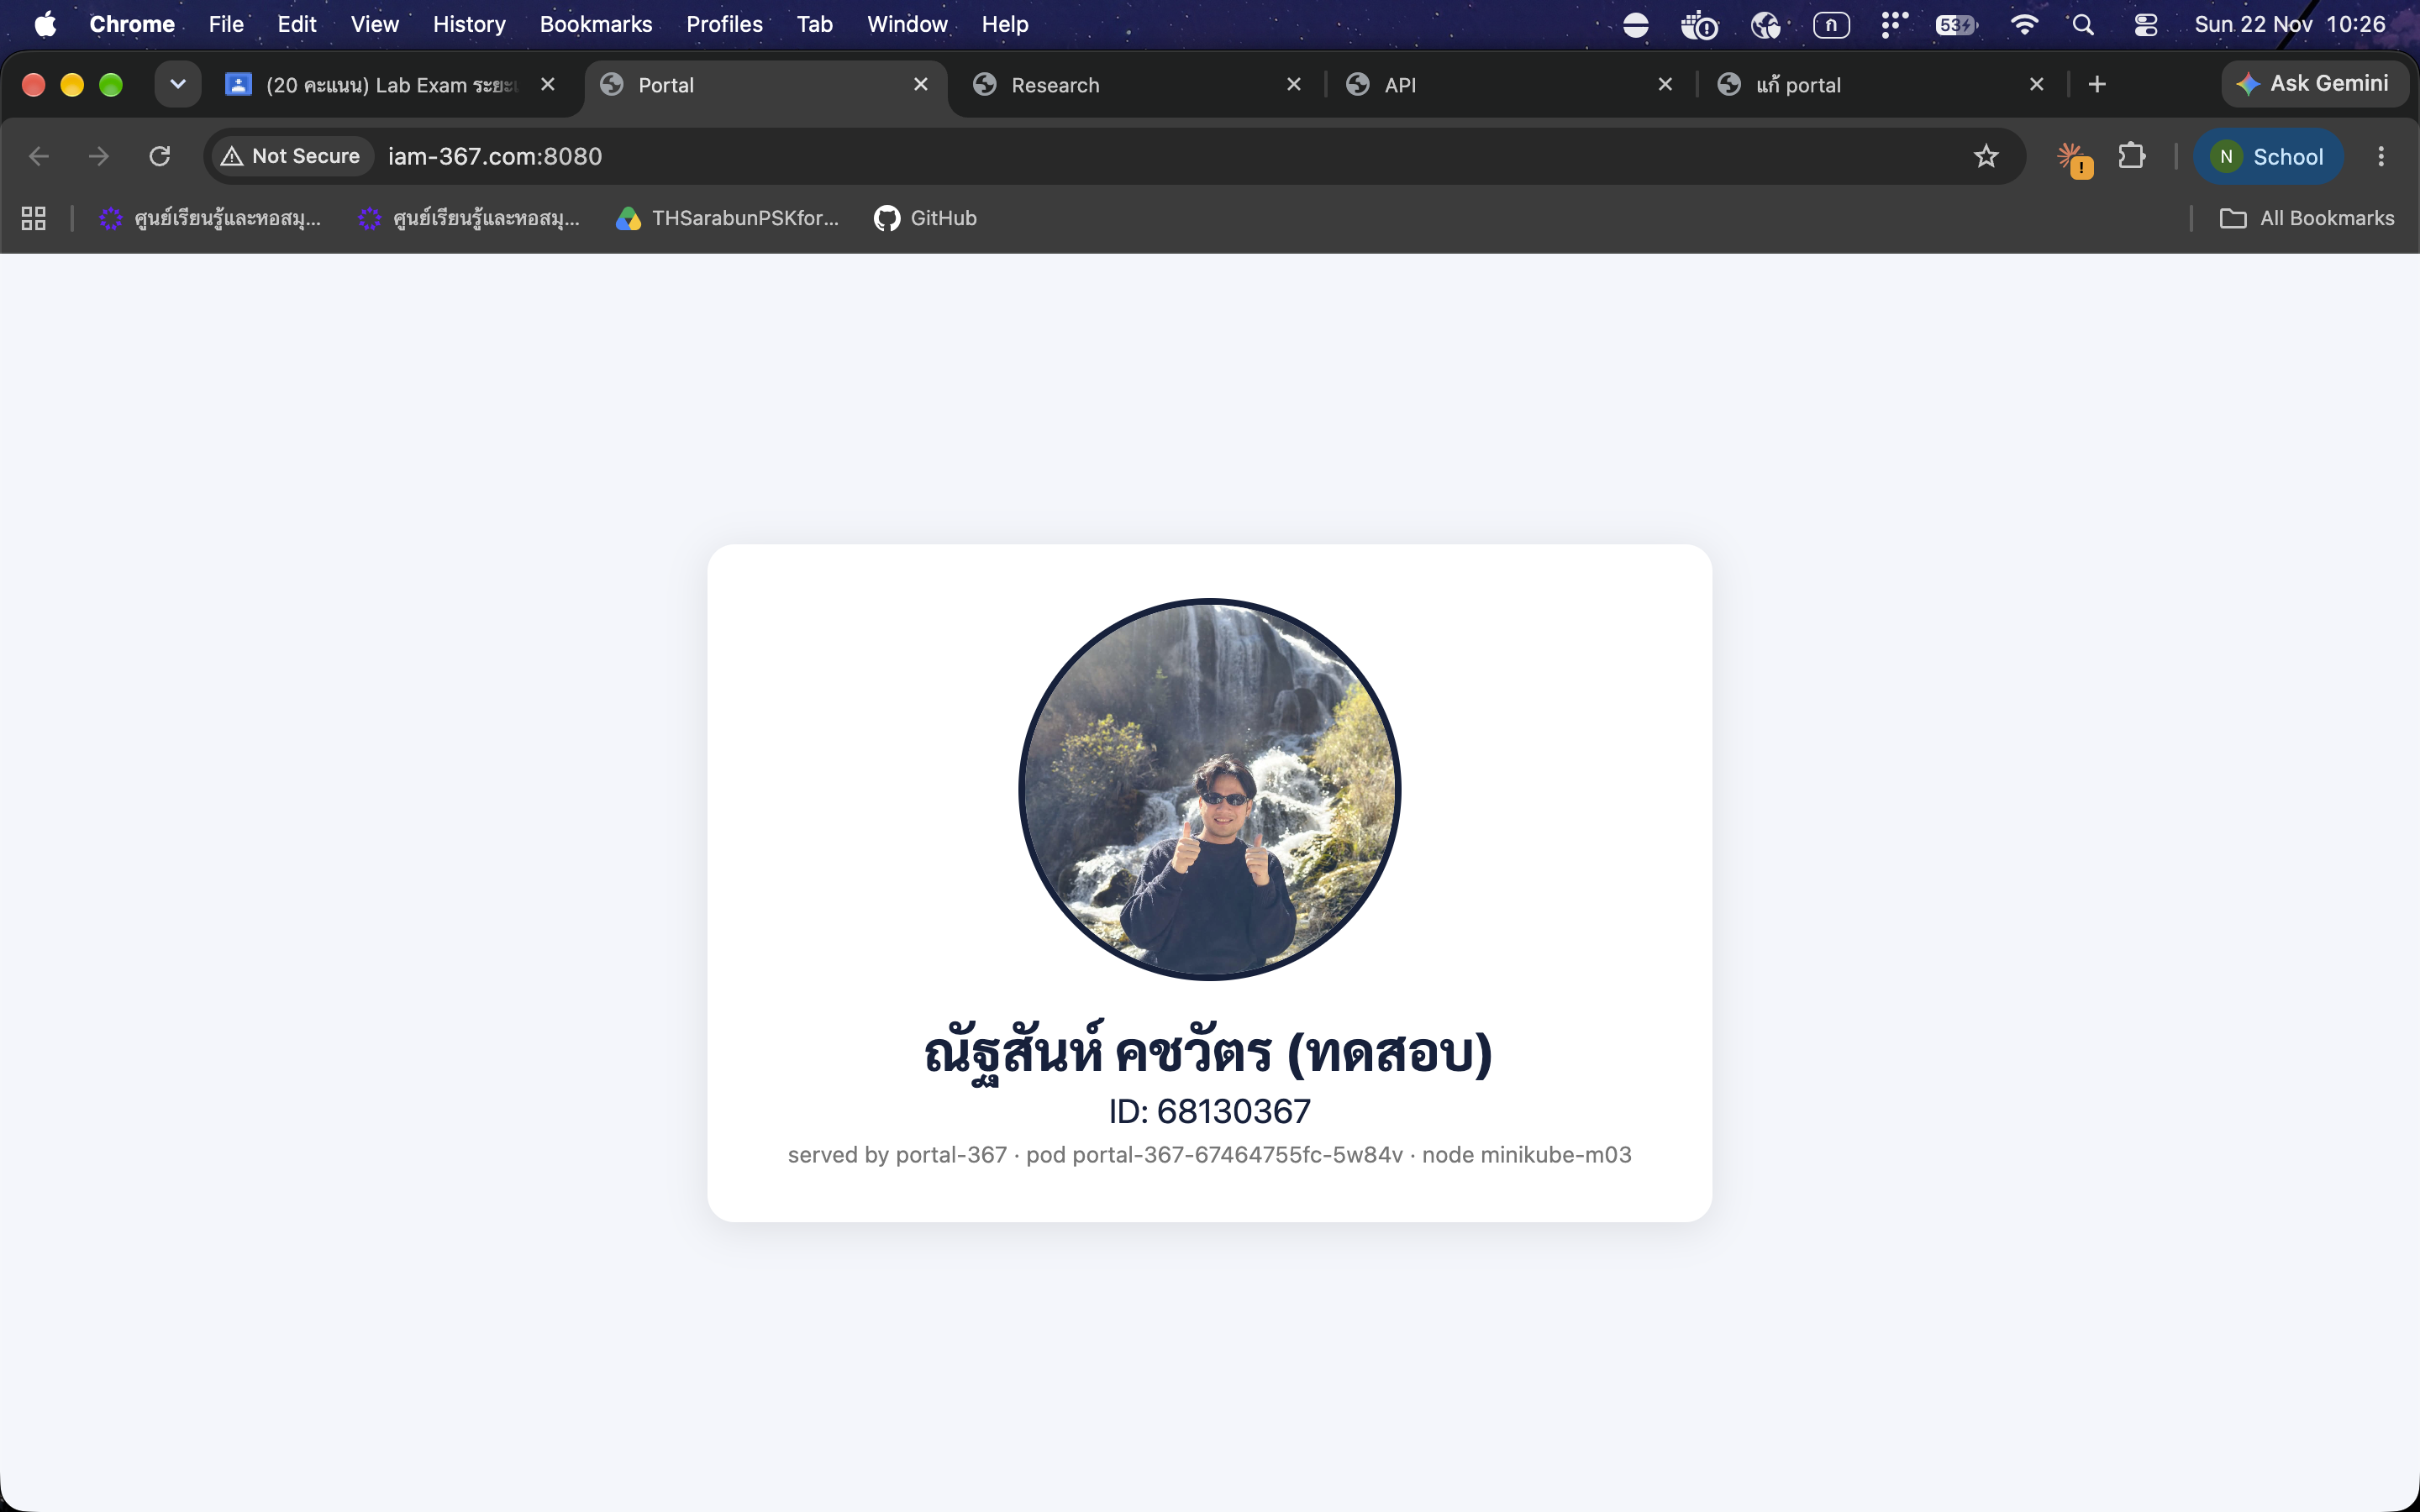 Chrome File Edit View History Bookmarks Profiles Tab Window Help ก 53 Sun 22 Nov 10:26
(20 คะแนน) Lab Exam Portal Research API แก้ portal Ask Gemini
Not Secure iam-367.com:8080 N School
ศูนย์เรียนรู้และหอสมุ... ศูนย์เรียนรู้และหอสมุ... THSarabunPSKfor... GitHub All Bookmarks
ณัฐสันห์ คชวัตร (ทดสอบ)
ID: 68130367
served by portal-367 · pod portal-367-67464755fc-5w84v · node minikube-m03